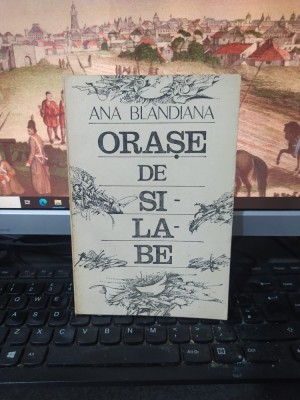 ANA BLANDIANA
ORAȘE
DE
SI-
LA-
BE